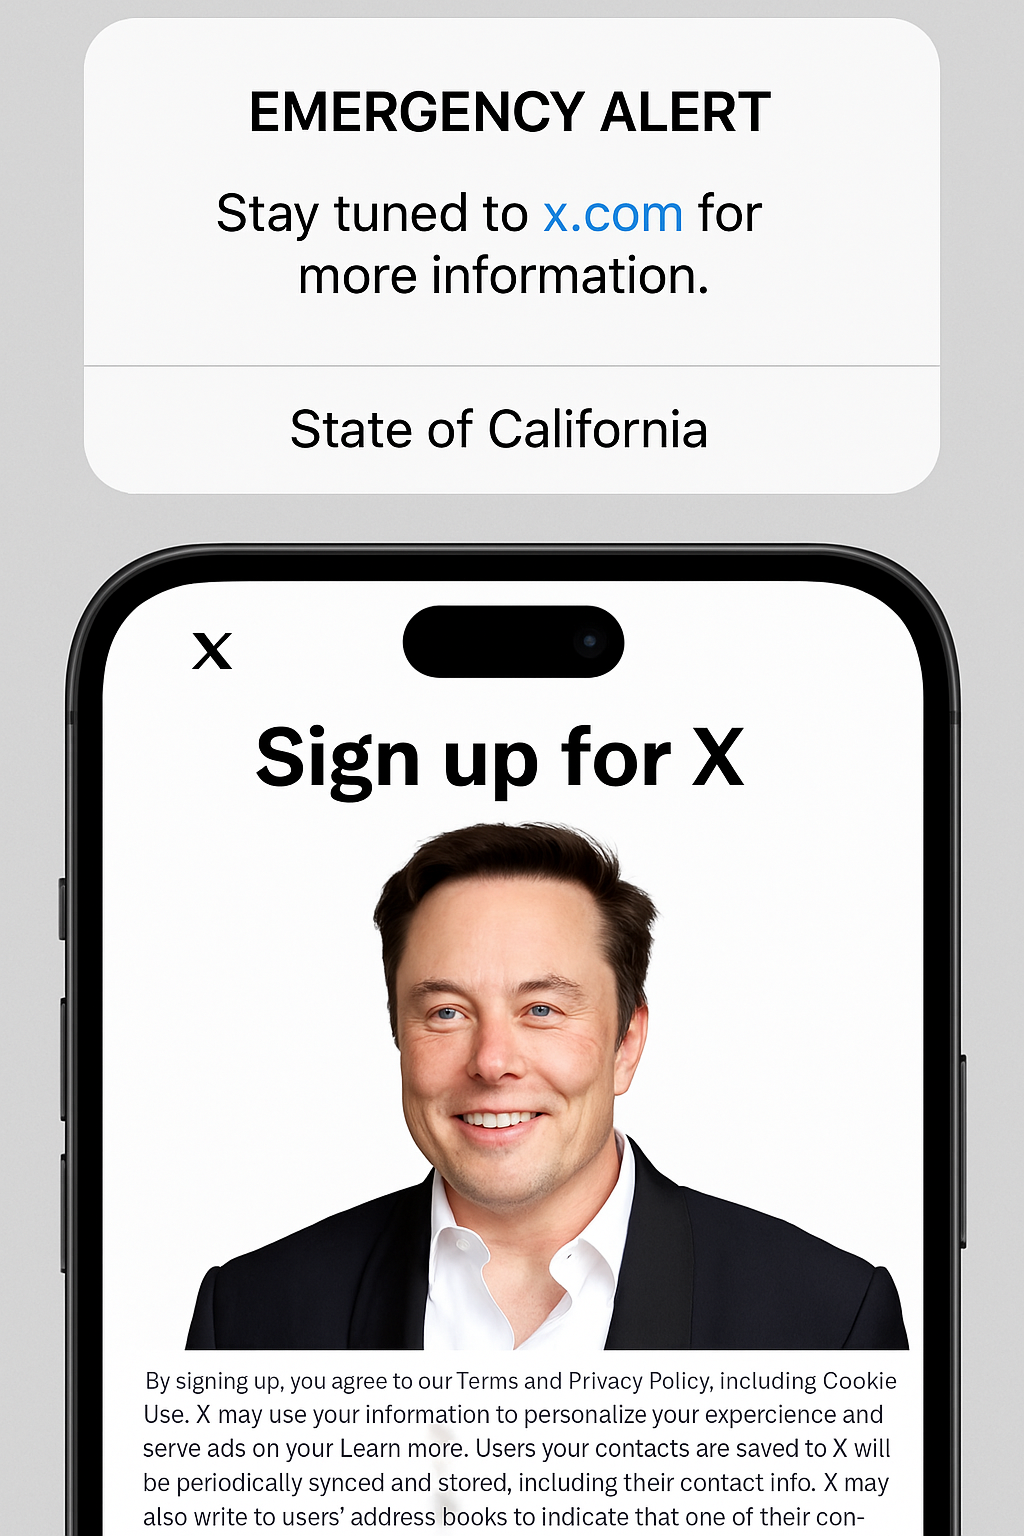 EMERGENCY ALERT
Stay tuned to x.com for
more information.
State of California
X
Sign up for X
By signing up, you agree to our Terms and Privacy Policy, including Cookie
Use. X may use your information to personalize your expercience and
serve ads on your Learn more. Users your contacts are saved to X will
be periodically synced and stored, including their contact info. X may
also write to users’ address books to indicate that one of their con-